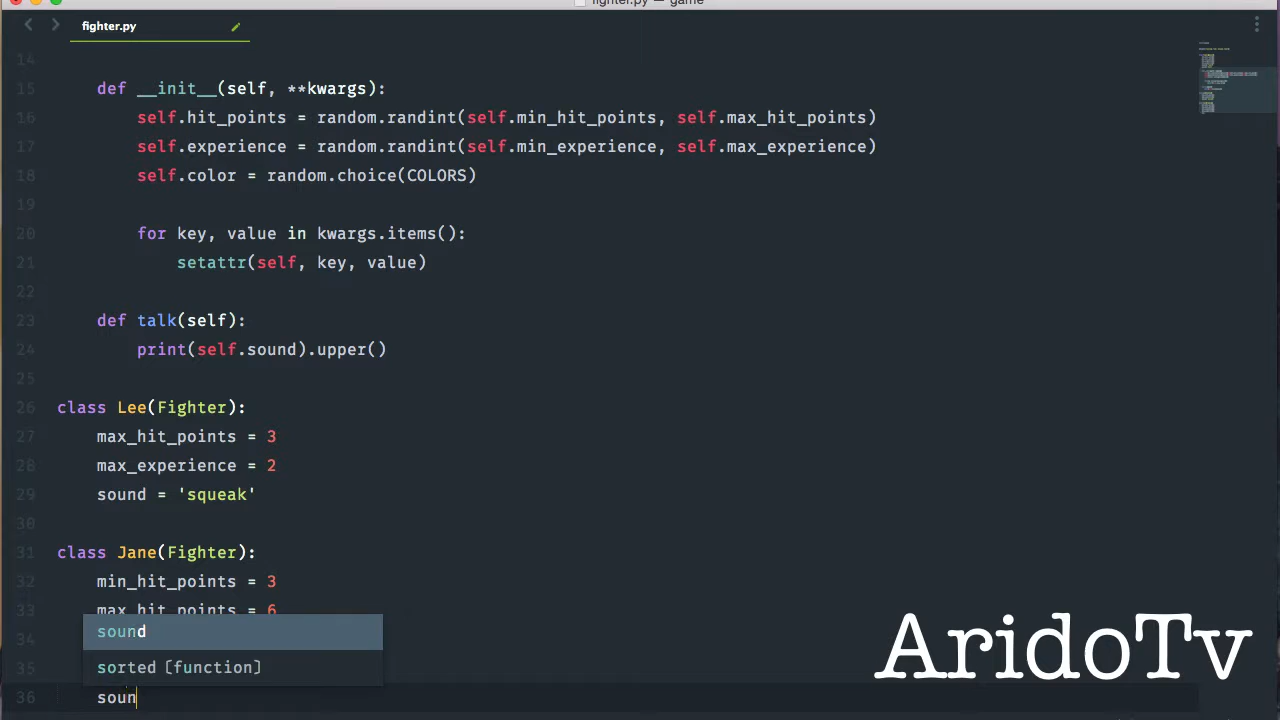 fighter.py — game
fighter.py
14
15 def __init__(self, **kwargs):
16 self.hit_points = random.randint(self.min_hit_points, self.max_hit_points)
17 self.experience = random.randint(self.min_experience, self.max_experience)
18 self.color = random.choice(COLORS)
19
20 for key, value in kwargs.items():
21 setattr(self, key, value)
22
23 def talk(self):
24 print(self.sound).upper()
25
26 class Lee(Fighter):
27 max_hit_points = 3
28 max_experience = 2
29 sound = 'squeak'
30
31 class Jane(Fighter):
32 min_hit_points = 3
33 max_hit_points = 6
sound
34
sorted (function)
35
36 soun
AridoTv